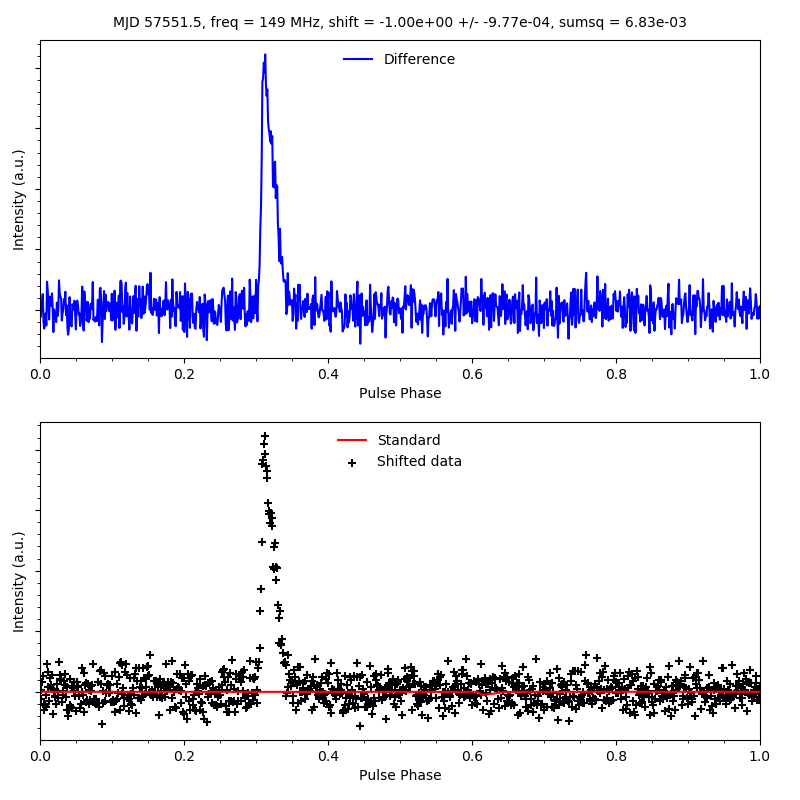 MJD 57551.5, freq = 149 MHz, shift = -1.00e+00 +/- -9.77e-04, sumsq = 6.83e-03
Difference
Intensity (a.u.)
0.0 0.2 0.4 0.6 0.8 1.0
Pulse Phase
Standard
Shifted data
Intensity (a.u.)
0.0 0.2 0.4 0.6 0.8 1.0
Pulse Phase